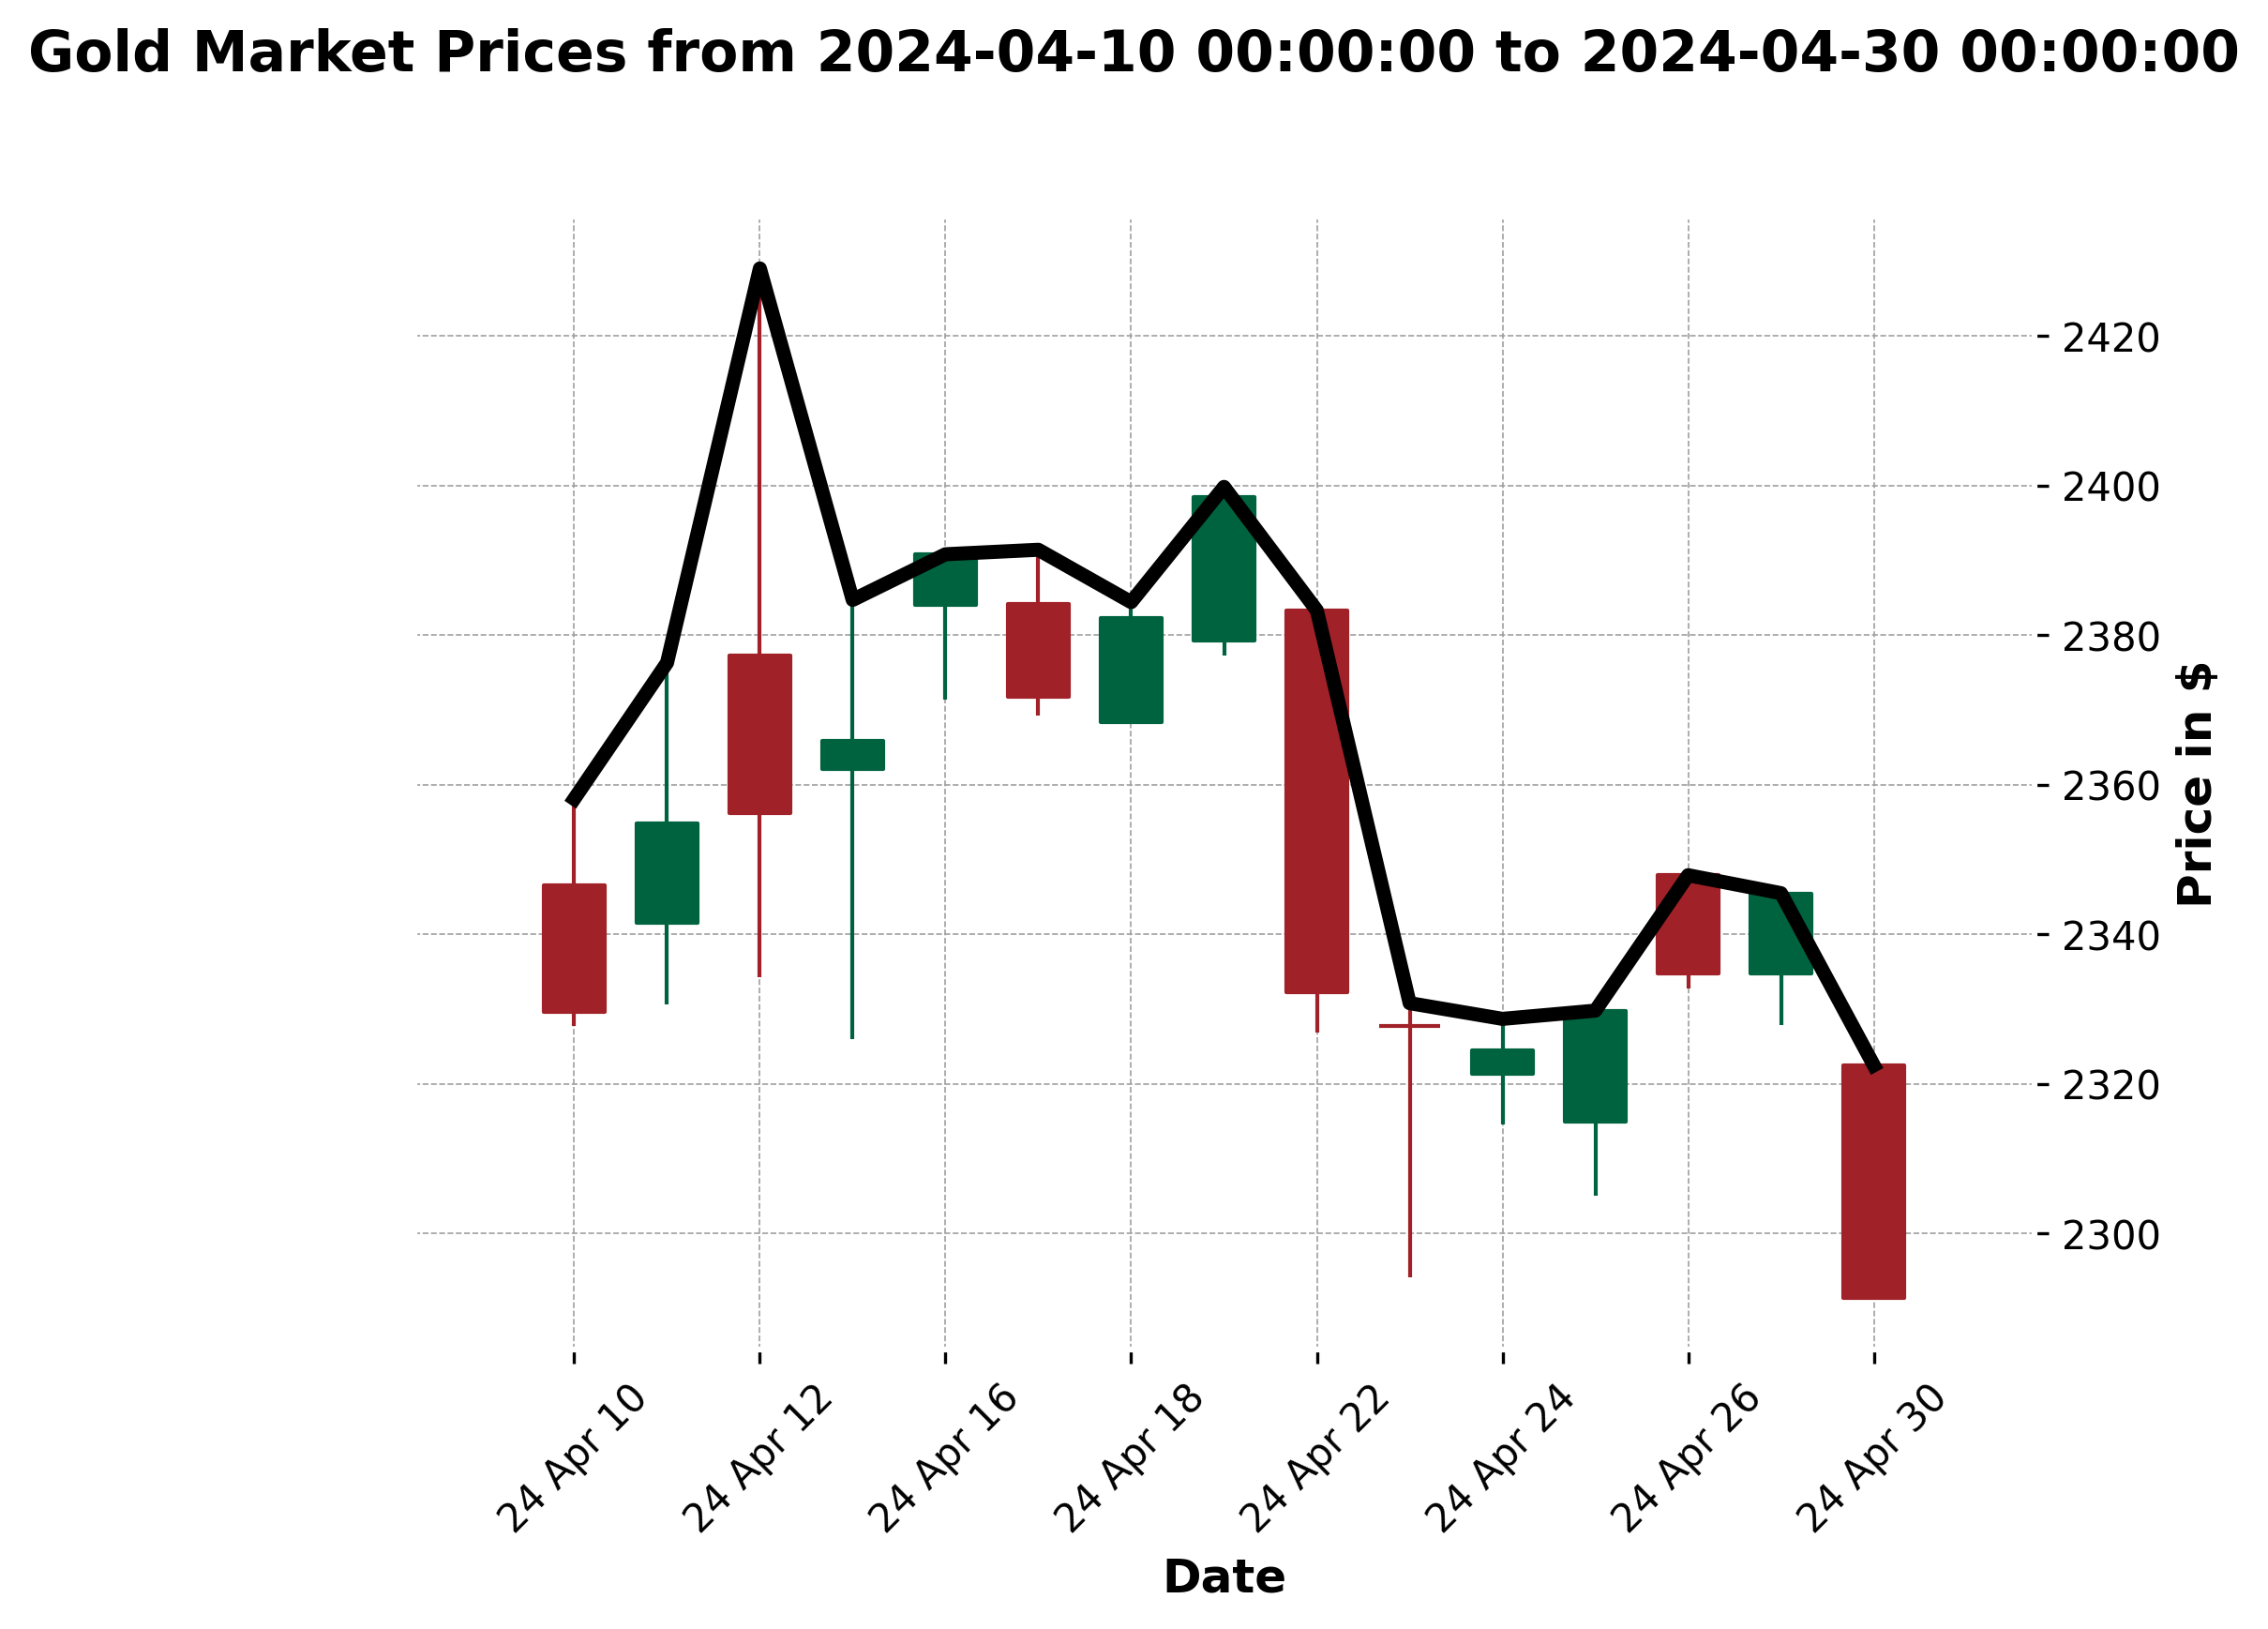 Gold Market Prices from 2024-04-10 00:00:00 to 2024-04-30 00:00:00
2420
2400
2380
2360
2340
2320
2300
Price in $
24 Apr 10
24 Apr 12
24 Apr 16
24 Apr 18
24 Apr 22
24 Apr 24
24 Apr 26
24 Apr 30
Date